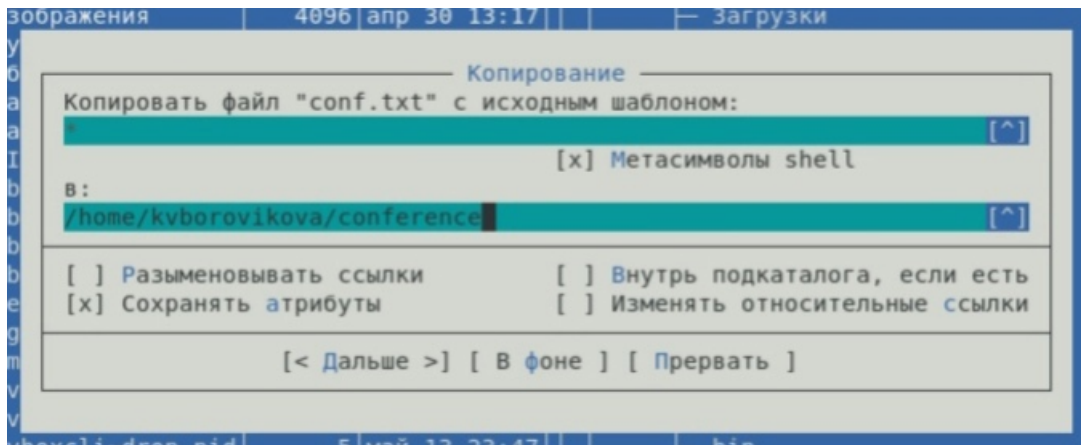 зображения 4096 апр 30 13:17 Загрузки
Копирование
Копировать файл "conf.txt" с исходным шаблоном:
* [^]
[x] Метасимволы shell
в:
/home/kvborovikova/conference [^]
[ ] Разыменовывать ссылки [ ] Внутрь подкаталога, если есть
[x] Сохранять атрибуты [ ] Изменять относительные ссылки
[< Дальше >] [ В фоне ] [ Прервать ]